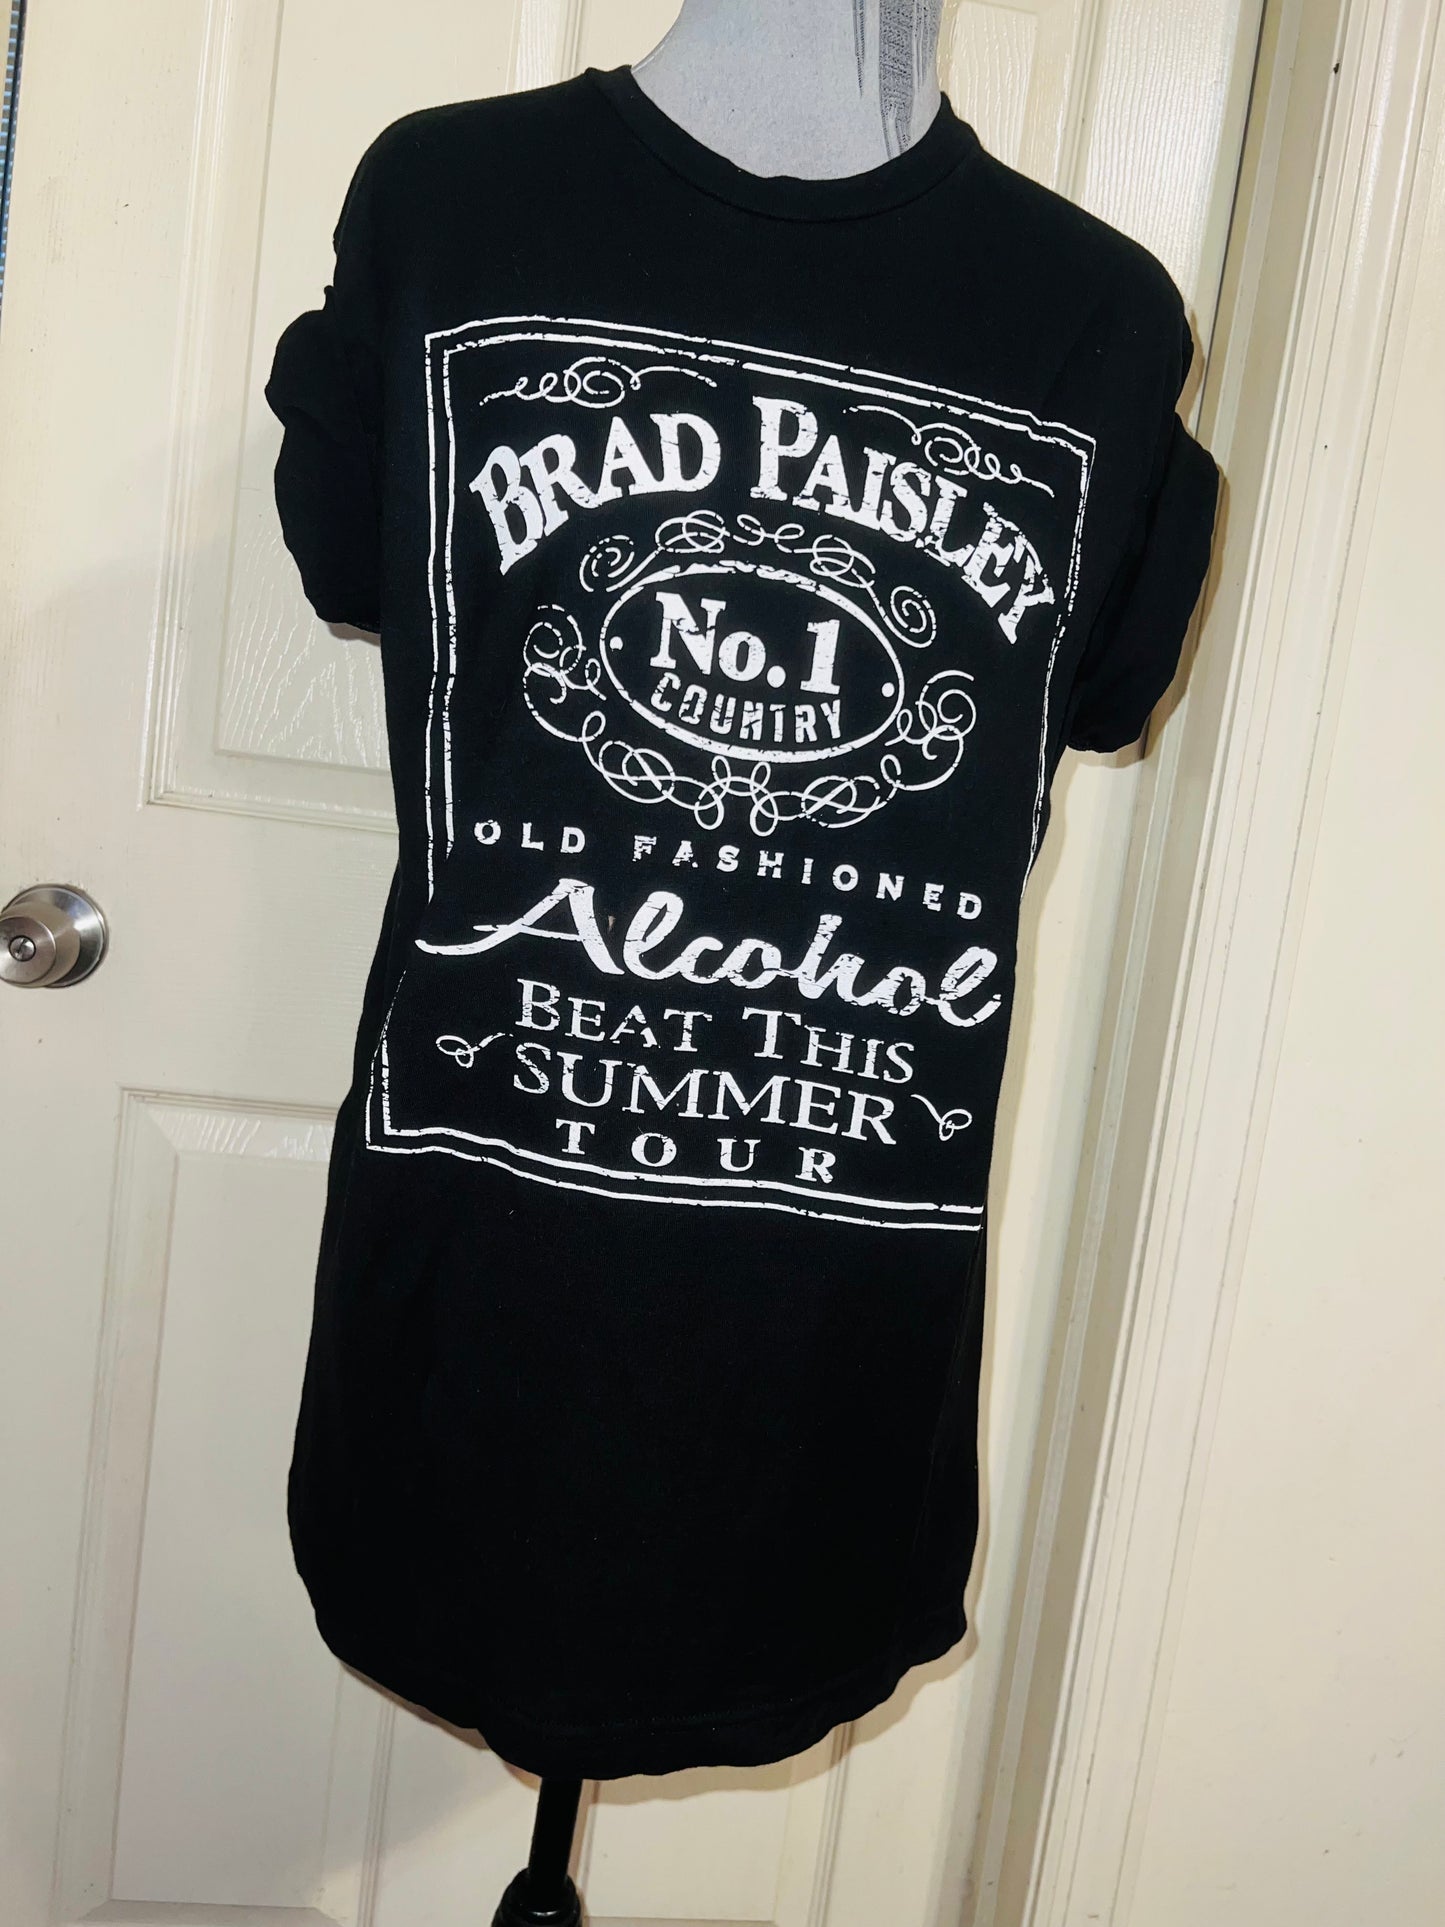 BRAD PAISLEY
No. 1
COUNTRY
OLD FASHIONED
Alcohol
BEAT THIS
SUMMER
TOUR